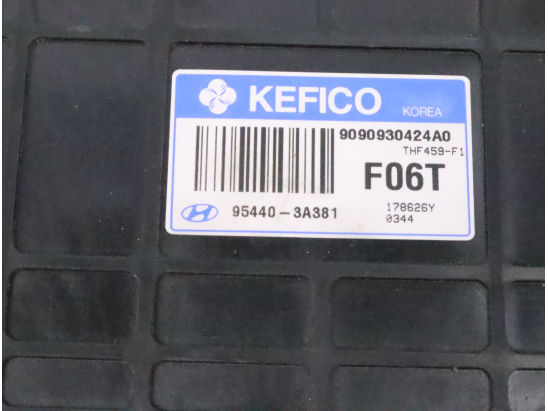 KEFICO KOREA
9090930424A0
THF459-F1
F06T
95440-3A381
178626Y
0344